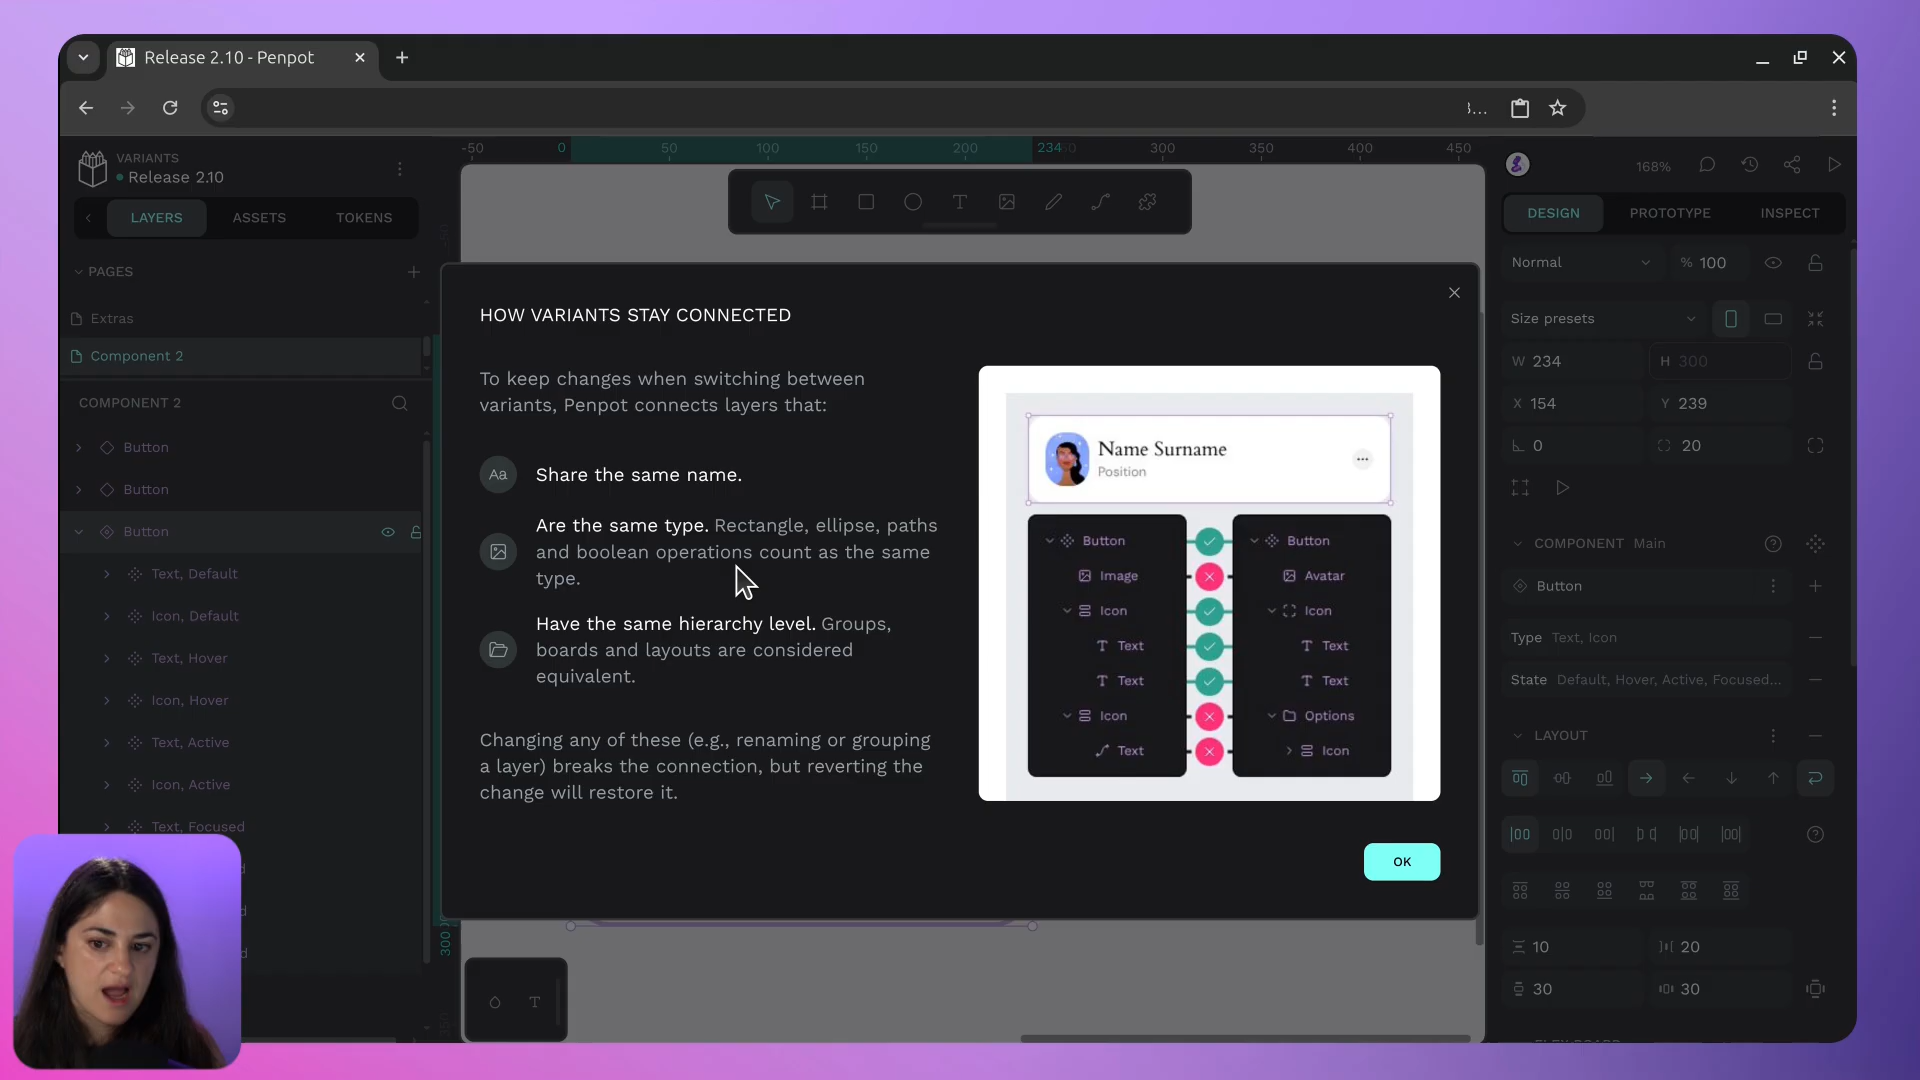 Release 2.10 - Penpot
VARIANTS
Release 2.10
LAYERS
ASSETS
TOKENS
PAGES
Extras
Component 2
COMPONENT 2
Button
Button
Button
Text, Default
Icon, Default
Text, Hover
Icon, Hover
Text, Active
Icon, Active
Text, Focused
-50
0
50
100
150
200
234
300
350
400
450
300
HOW VARIANTS STAY CONNECTED
To keep changes when switching between
variants, Penpot connects layers that:
Aa
Share the same name.
Are the same type. Rectangle, ellipse, paths
and boolean operations count as the same
type.
Have the same hierarchy level. Groups,
boards and layouts are considered
equivalent.
Changing any of these (e.g., renaming or grouping
a layer) breaks the connection, but reverting the
change will restore it.
Name Surname
Position
Button
Image
Icon
Text
Text
Icon
Text
Button
Avatar
Icon
Text
Text
Options
Icon
OK
168%
DESIGN
PROTOTYPE
INSPECT
Normal
% 100
Size presets
W 234
H 300
X 154
Y 239
0
20
COMPONENT Main
Button
Type Text, Icon
State Default, Hover, Active, Focused...
LAYOUT
10
20
30
30